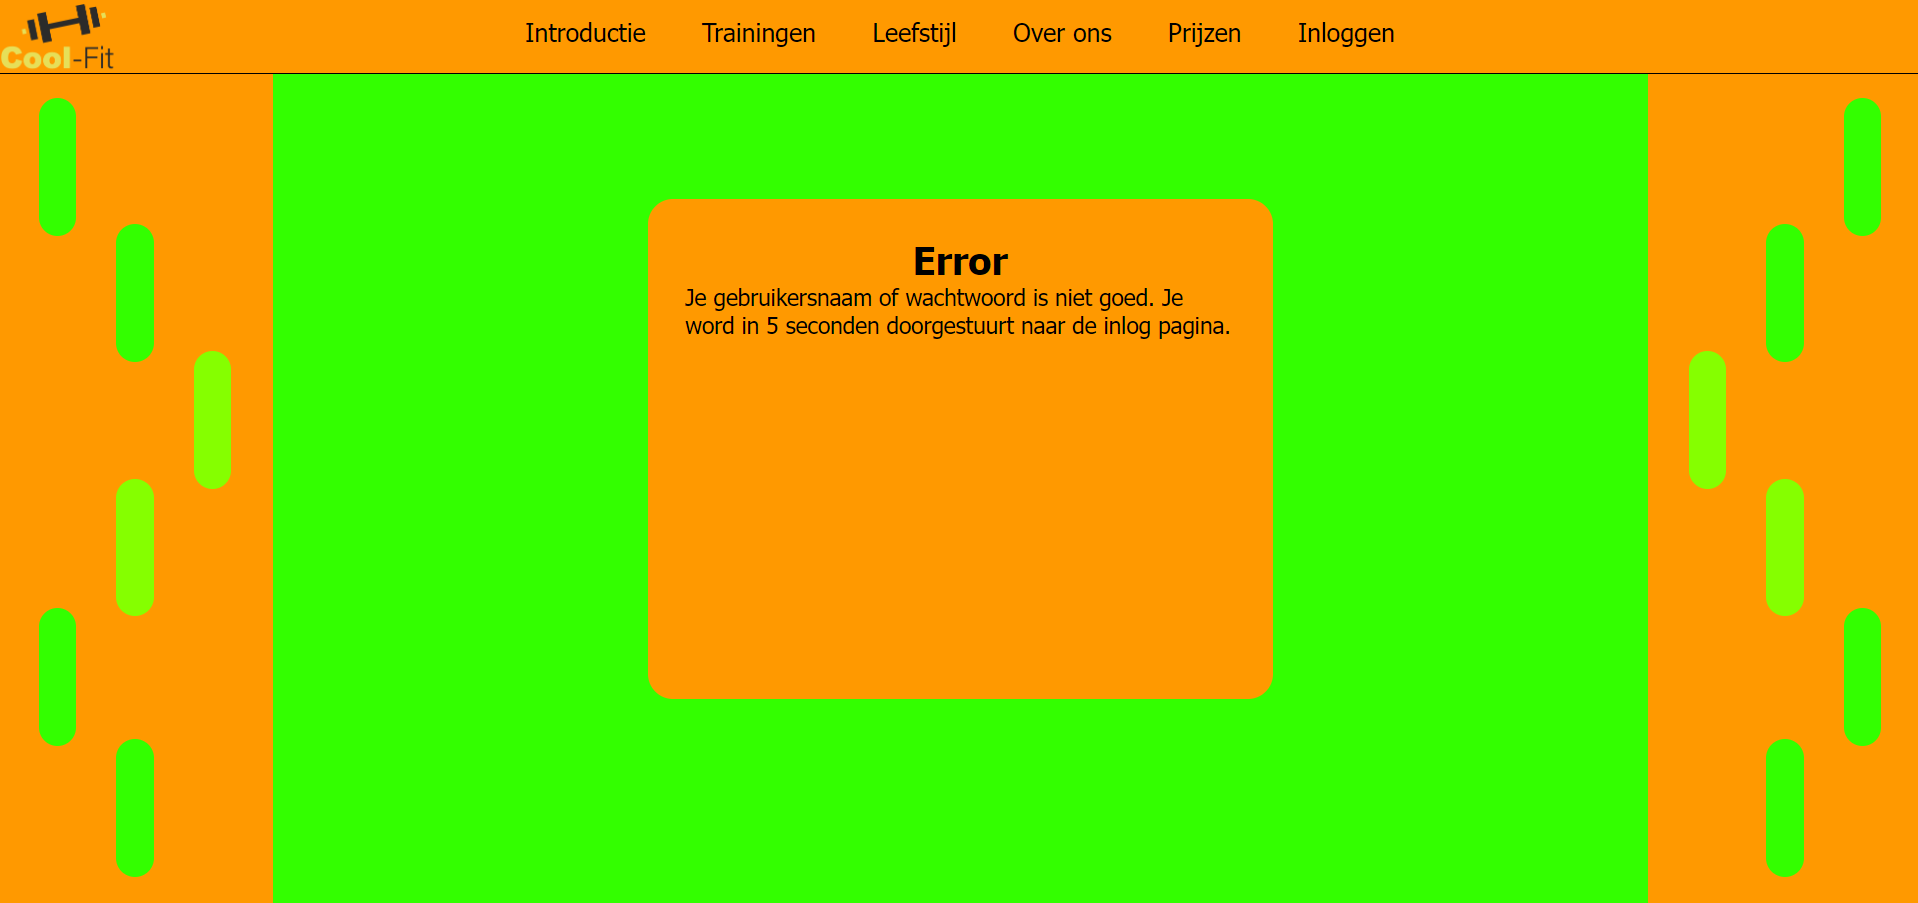 Cool-Fit
Introductie Trainingen Leefstijl Over ons Prijzen Inloggen
Error
Je gebruikersnaam of wachtwoord is niet goed. Je
word in 5 seconden doorgestuurt naar de inlog pagina.